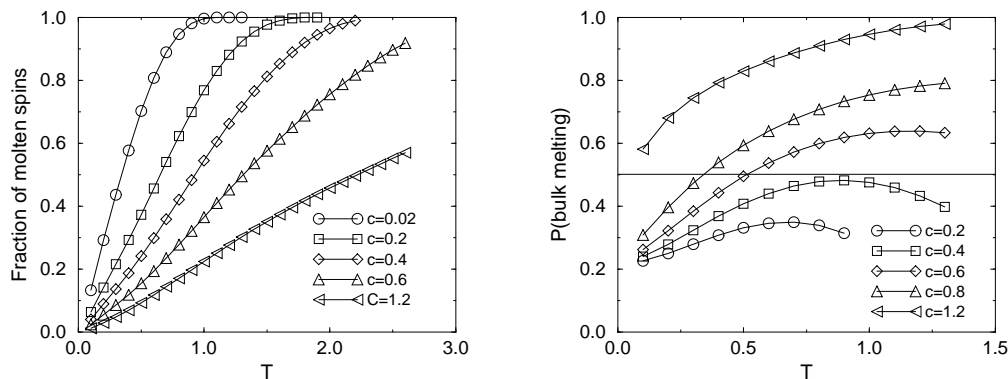 1.0
0.8
0.6
0.4
0.2
0.0
Fraction of molten spins
0.0 1.0 2.0 3.0
T
c=0.02
c=0.2
c=0.4
c=0.6
C=1.2
1.0
0.8
0.6
0.4
0.2
0.0
P(bulk melting)
0.0 0.5 1.0 1.5
T
c=0.2
c=0.4
c=0.6
c=0.8
c=1.2